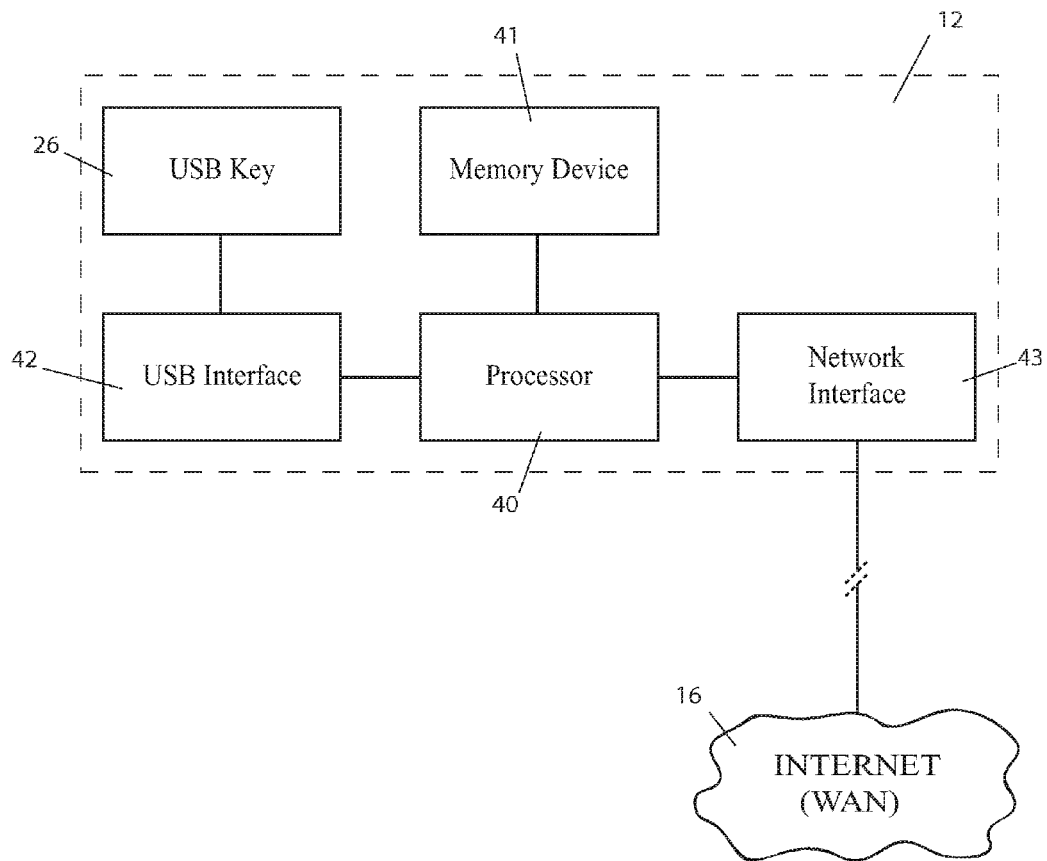 41
12
26
USB Key
Memory Device
42
USB Interface
Processor
Network
Interface
43
40
16
INTERNET
(WAN)